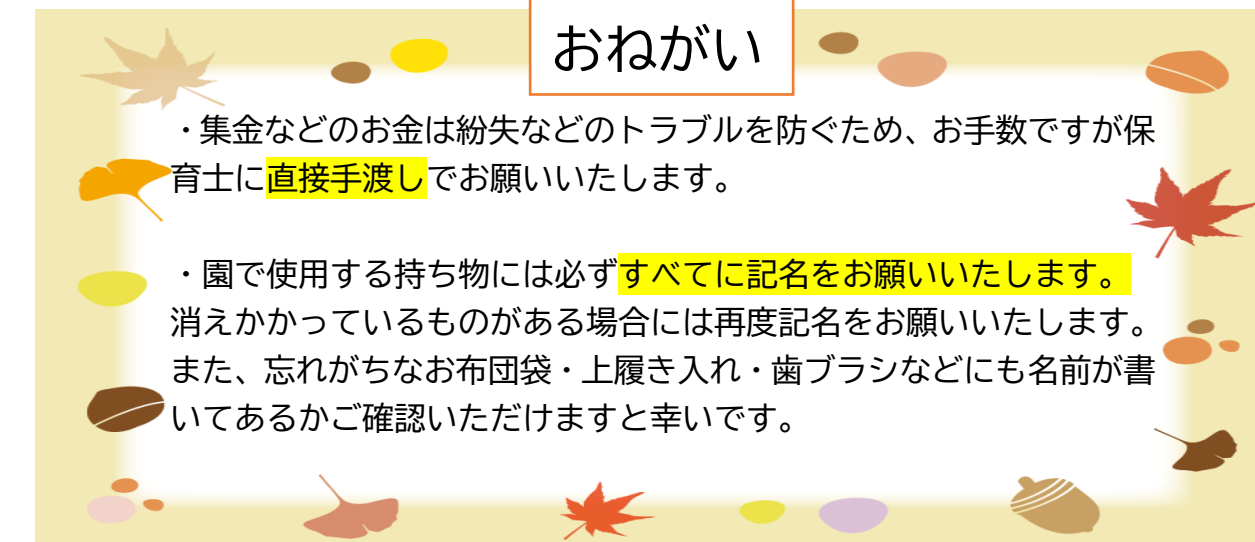 おねがい
・集金などのお金は紛失などのトラブルを防ぐため、お手数ですが保
育士に直接手渡しでお願いいたします。
・園で使用する持ち物には必ずすべてに記名をお願いいたします。
消えかかっているものがある場合には再度記名をお願いいたします。
また、忘れがちなお布団袋・上履き入れ・歯ブラシなどにも名前が書
いてあるかご確認いただけますと幸いです。